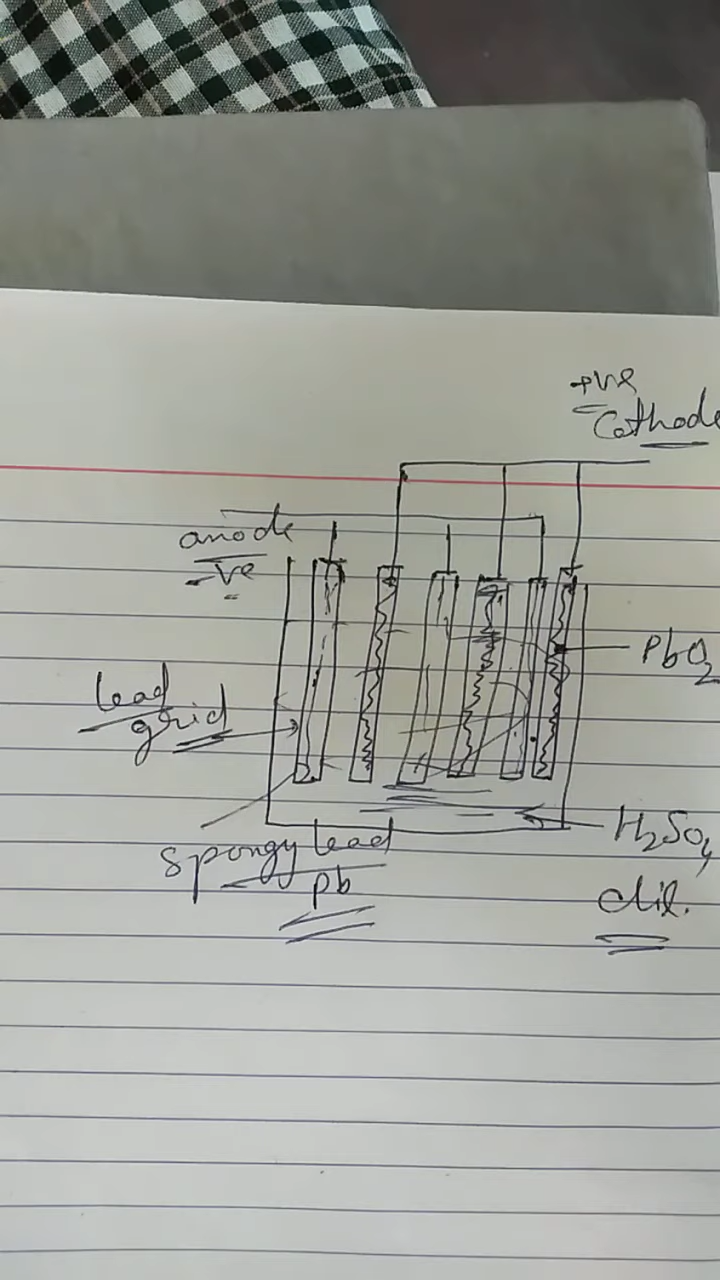 +ve
Cathode
anode
-ve
PbO2
lead
grid
H2SO4
spongy lead
Pb
dil.